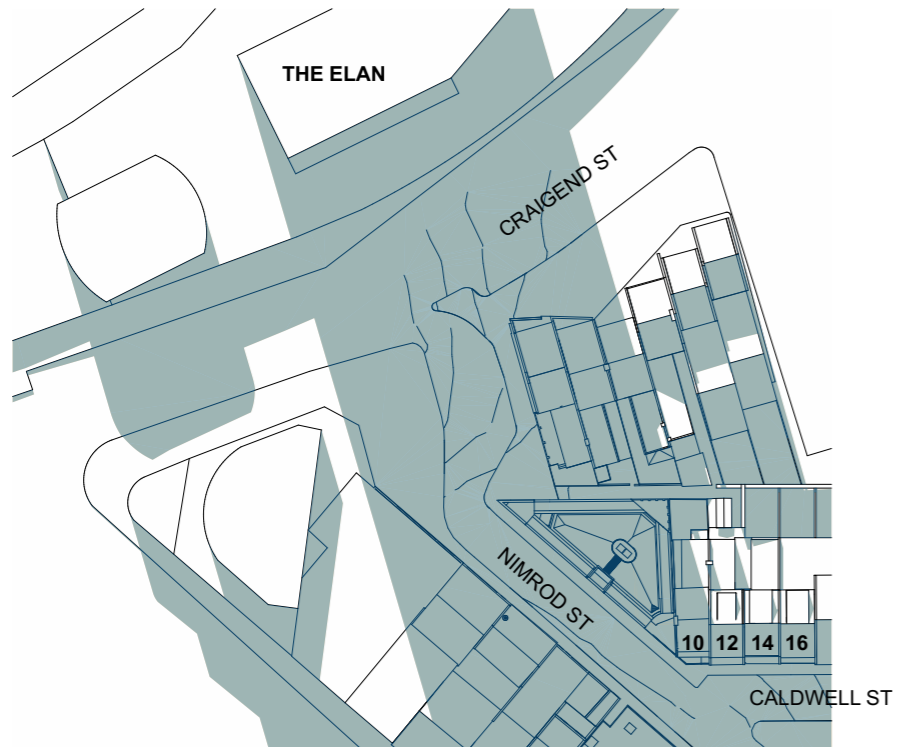 THE ELAN
CRAIGEND ST
NIMROD ST
10 12 14 16
CALDWELL ST